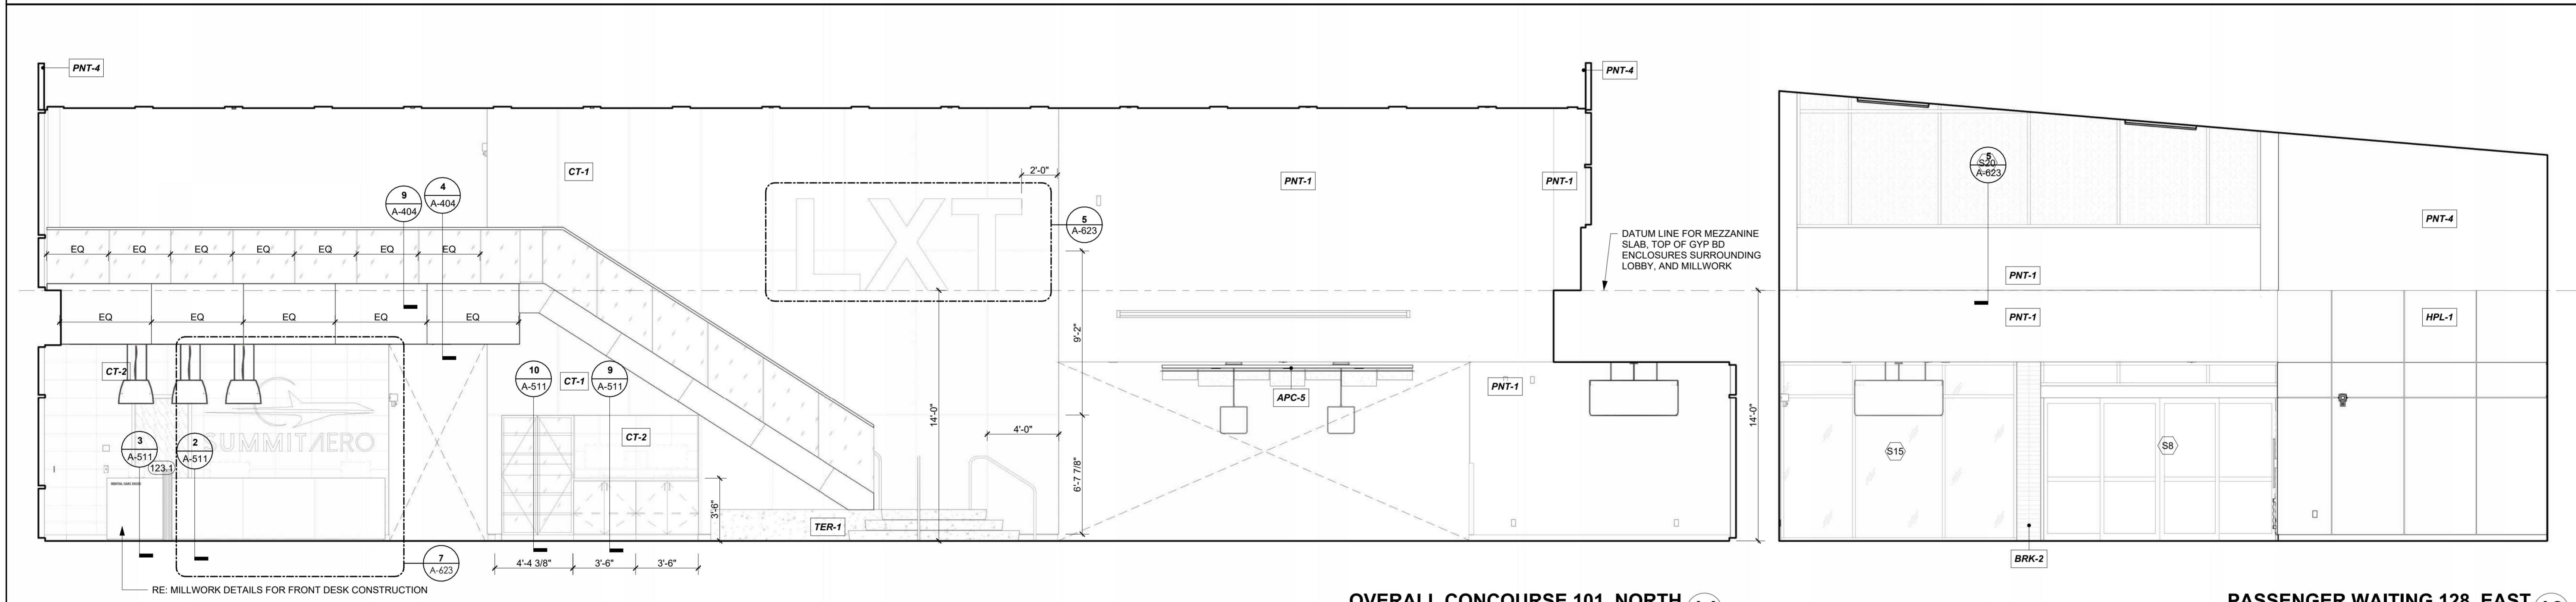 PNT-4
PNT-4
CT-1
2'-0"
PNT-1
PNT-1
9
A-404
4
A-404
LXT
5
A-623
5
S20
A-623
PNT-4
DATUM LINE FOR MEZZANINE
SLAB, TOP OF GYP BD
ENCLOSURES SURROUNDING
LOBBY, AND MILLWORK
EQ EQ EQ EQ EQ EQ EQ
PNT-1
EQ EQ EQ EQ EQ
9'-2"
PNT-1
HPL-1
CT-2
10
A-511
CT-1
9
A-511
PNT-1
APC-5
14'-0"
14'-0"
SUMMITAERO
3
A-511
2
A-511
123.1
CT-2
4'-0"
S15
S8
6'-7 7/8"
RENTAL CARS
3'-6"
TER-1
4'-4 3/8"
3'-6"
3'-6"
7
A-623
BRK-2
RE: MILLWORK DETAILS FOR FRONT DESK CONSTRUCTION
OVERALL CONCOURSE 101, NORTH
PASSENGER WAITING 128, EAST